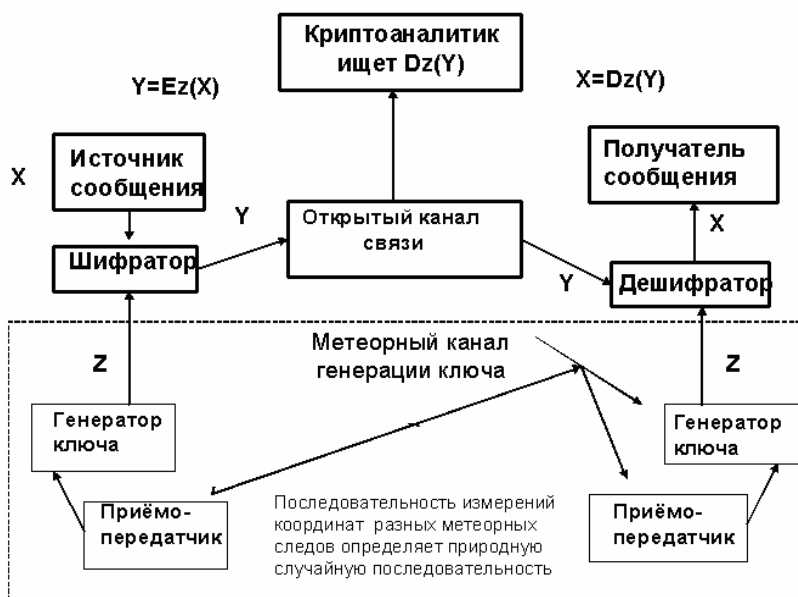 Криптоаналитик
ищет Dz(Y)
Y=Ez(X)
X=Dz(Y)
X
Источник
сообщения
Получатель
сообщения
Y
Открытый канал
связи
X
Шифратор
Y
Дешифратор
Z
Метеорный канал
генерации ключа
Z
Генератор
ключа
Генератор
ключа
Приёмо-
передатчик
Последовательность измерений
координат разных метеорных
следов определяет природную
случайную последовательность
Приёмо-
передатчик